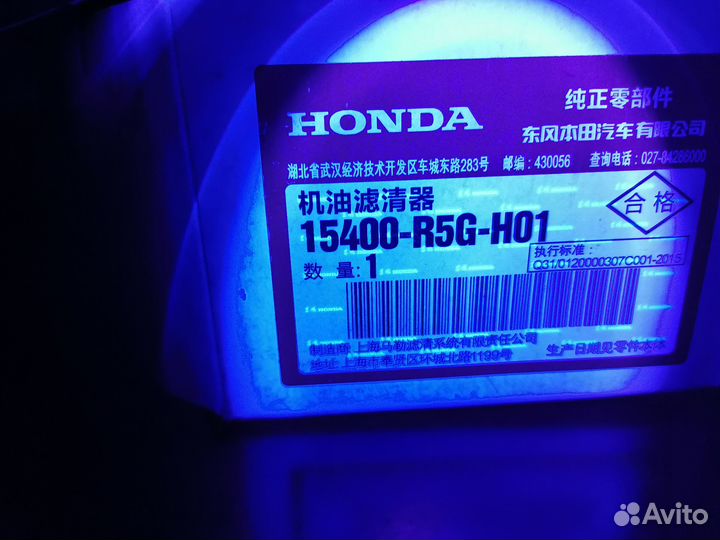 HONDA
纯正零部件
东风本田汽车有限公司
湖北省武汉经济技术开发区车城东路283号 邮编:430056 查询电话:027-84286000
机油滤清器
合格
15400-R5G-H01
执行标准:
Q31/0120000307C001-2015
数 量:1
制造商 上海马勒滤清系统有限责任公司
地址 上海市奉贤区环城北路1199号
生产日期见零件本体
Avito